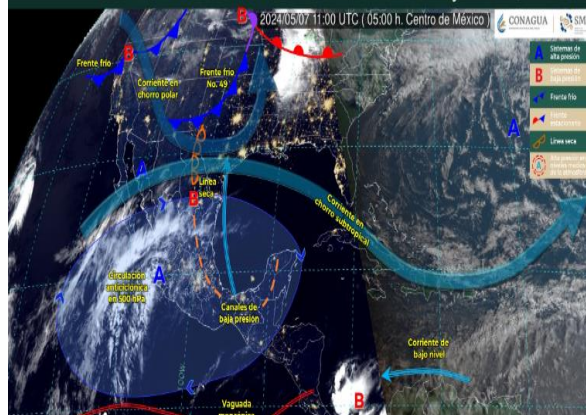 2024/05/07 11:00 UTC ( 05:00 h. Centro de México )
CONAGUA
A
Sistemas de
alta presión
B
Sistemas de
baja presión
Frente frío
Frente
estacionario
Línea seca
A
B
B
Frente frío
Corriente en
chorro polar
Frente frío
No. 49
A
A
Línea
seca
B
Corriente en
chorro subtropical
Circulación
anticiclónica
en 500 hPa
A
Canales de
baja presión
Corriente de
bajo nivel
Vaguada
B